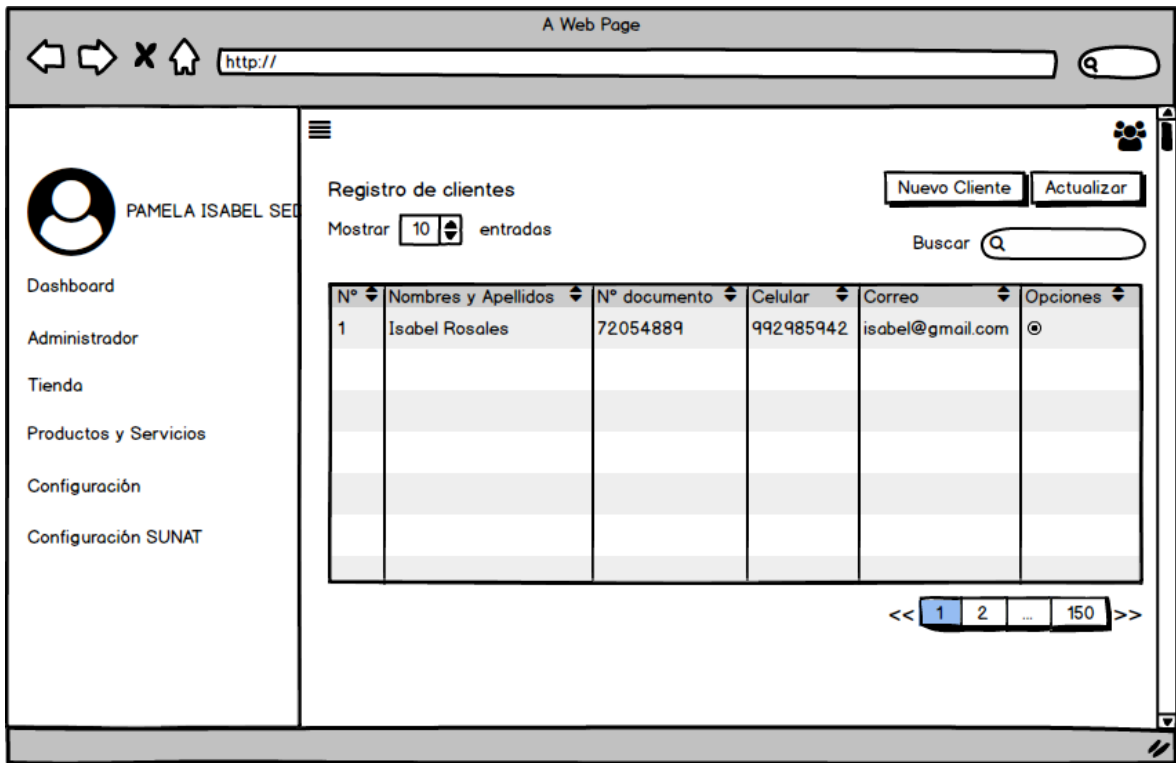 A Web Page
http://
PAMELA ISABEL SED
Dashboard
Administrador
Tienda
Productos y Servicios
Configuración
Configuración SUNAT
Registro de clientes
Nuevo Cliente Actualizar
Mostrar 10 entradas
Buscar
N° Nombres y Apellidos N° documento Celular Correo Opciones
1 Isabel Rosales 72054889 992985942 isabel@gmail.com
<< 1 2 ... 150 >>